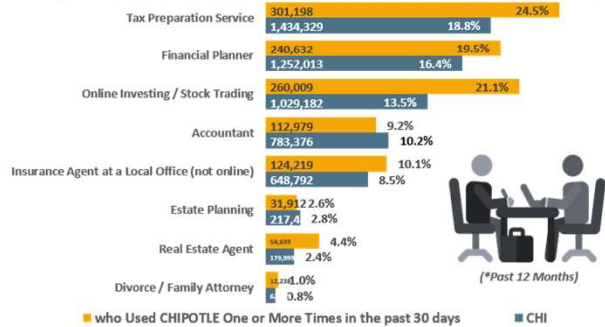 Tax Preparation Service
301,198 24.5%
1,434,329 18.8%
Financial Planner
240,632 19.5%
1,252,013 16.4%
Online Investing / Stock Trading
260,009 21.1%
1,029,182 13.5%
Accountant
112,979 9.2%
783,376 10.2%
Insurance Agent at a Local Office (not online)
124,219 10.1%
648,792 8.5%
Estate Planning
31,912 2.6%
217,4 2.8%
Real Estate Agent
54,639 4.4%
179,999 2.4%
Divorce / Family Attorney
1.0%
0.8%
(*Past 12 Months)
who Used CHIPOTLE One or More Times in the past 30 days CHI